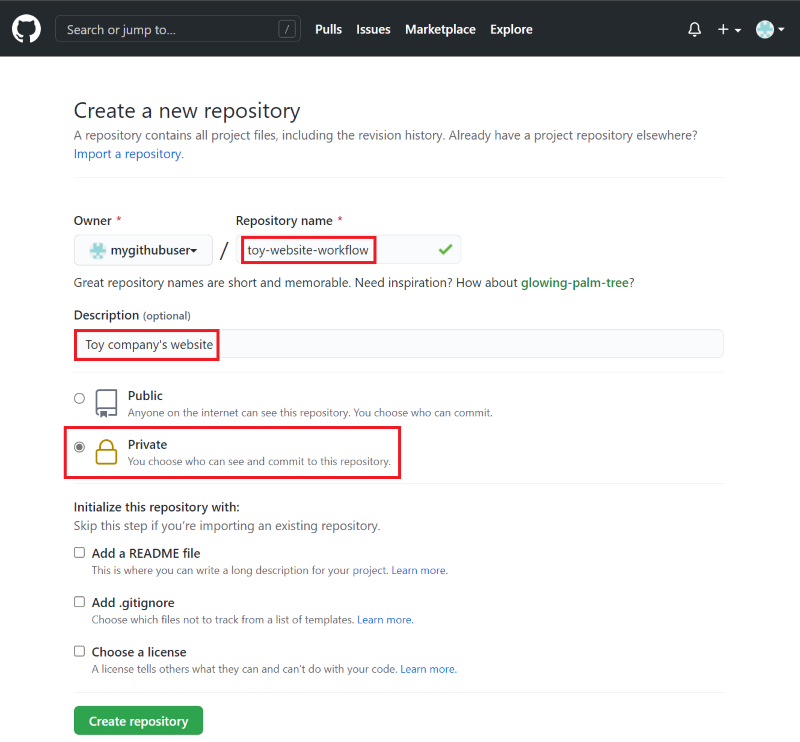 Search or jump to... /
Pulls Issues Marketplace Explore
Create a new repository
A repository contains all project files, including the revision history. Already have a project repository elsewhere?
Import a repository.
Owner * Repository name *
mygithubuser / toy-website-workflow
Great repository names are short and memorable. Need inspiration? How about glowing-palm-tree?
Description (optional)
Toy company's website
Public
Anyone on the internet can see this repository. You choose who can commit.
Private
You choose who can see and commit to this repository.
Initialize this repository with:
Skip this step if you're importing an existing repository.
Add a README file
This is where you can write a long description for your project. Learn more.
Add .gitignore
Choose which files not to track from a list of templates. Learn more.
Choose a license
A license tells others what they can and can't do with your code. Learn more.
Create repository